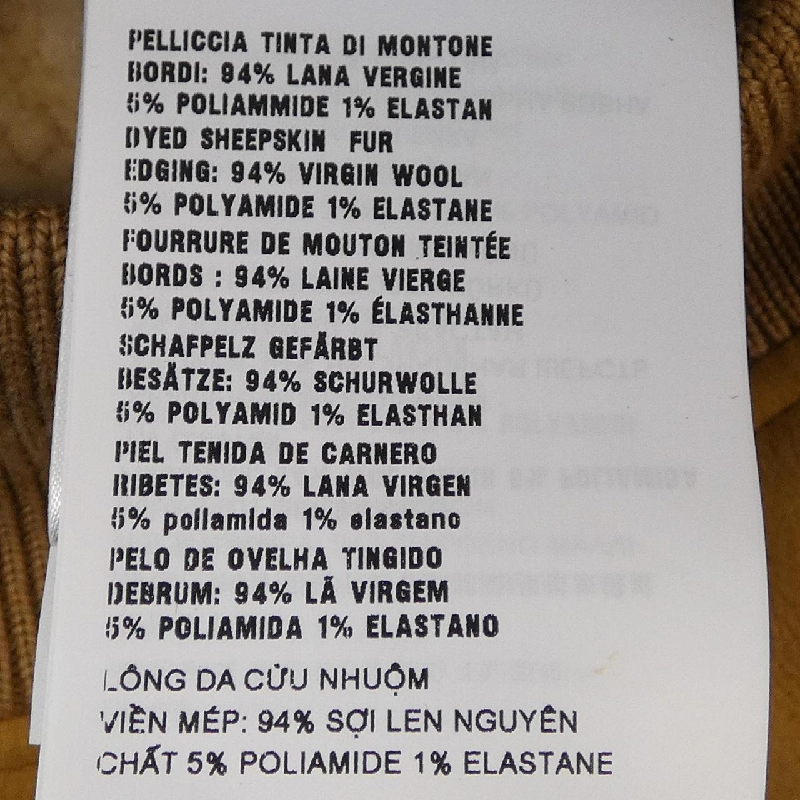 PELLICCIA TINTA DI MONTONE
BORDI: 94% LANA VERGINE
5% POLIAMMIDE 1% ELASTAN
DYED SHEEPSKIN FUR
EDGING: 94% VIRGIN WOOL
5% POLYAMIDE 1% ELASTANE
FOURRURE DE MOUTON TEINTÉE
BORDS : 94% LAINE VIERGE
5% POLYAMIDE 1% ÉLASTHANNE
SCHAFPELZ GEFÄRBT
BESÄTZE: 94% SCHURWOLLE
5% POLYAMID 1% ELASTHAN
PIEL TENIDA DE CARNERO
RIBETES: 94% LANA VIRGEN
5% poliamida 1% elastano
PELO DE OVELHA TINGIDO
DEBRUM: 94% LÃ VIRGEM
5% POLIAMIDA 1% ELASTANO
LÔNG DA CỪU NHUỘM
VIỀN MÉP: 94% SỢI LEN NGUYÊN
CHẤT 5% POLIAMIDE 1% ELASTANE